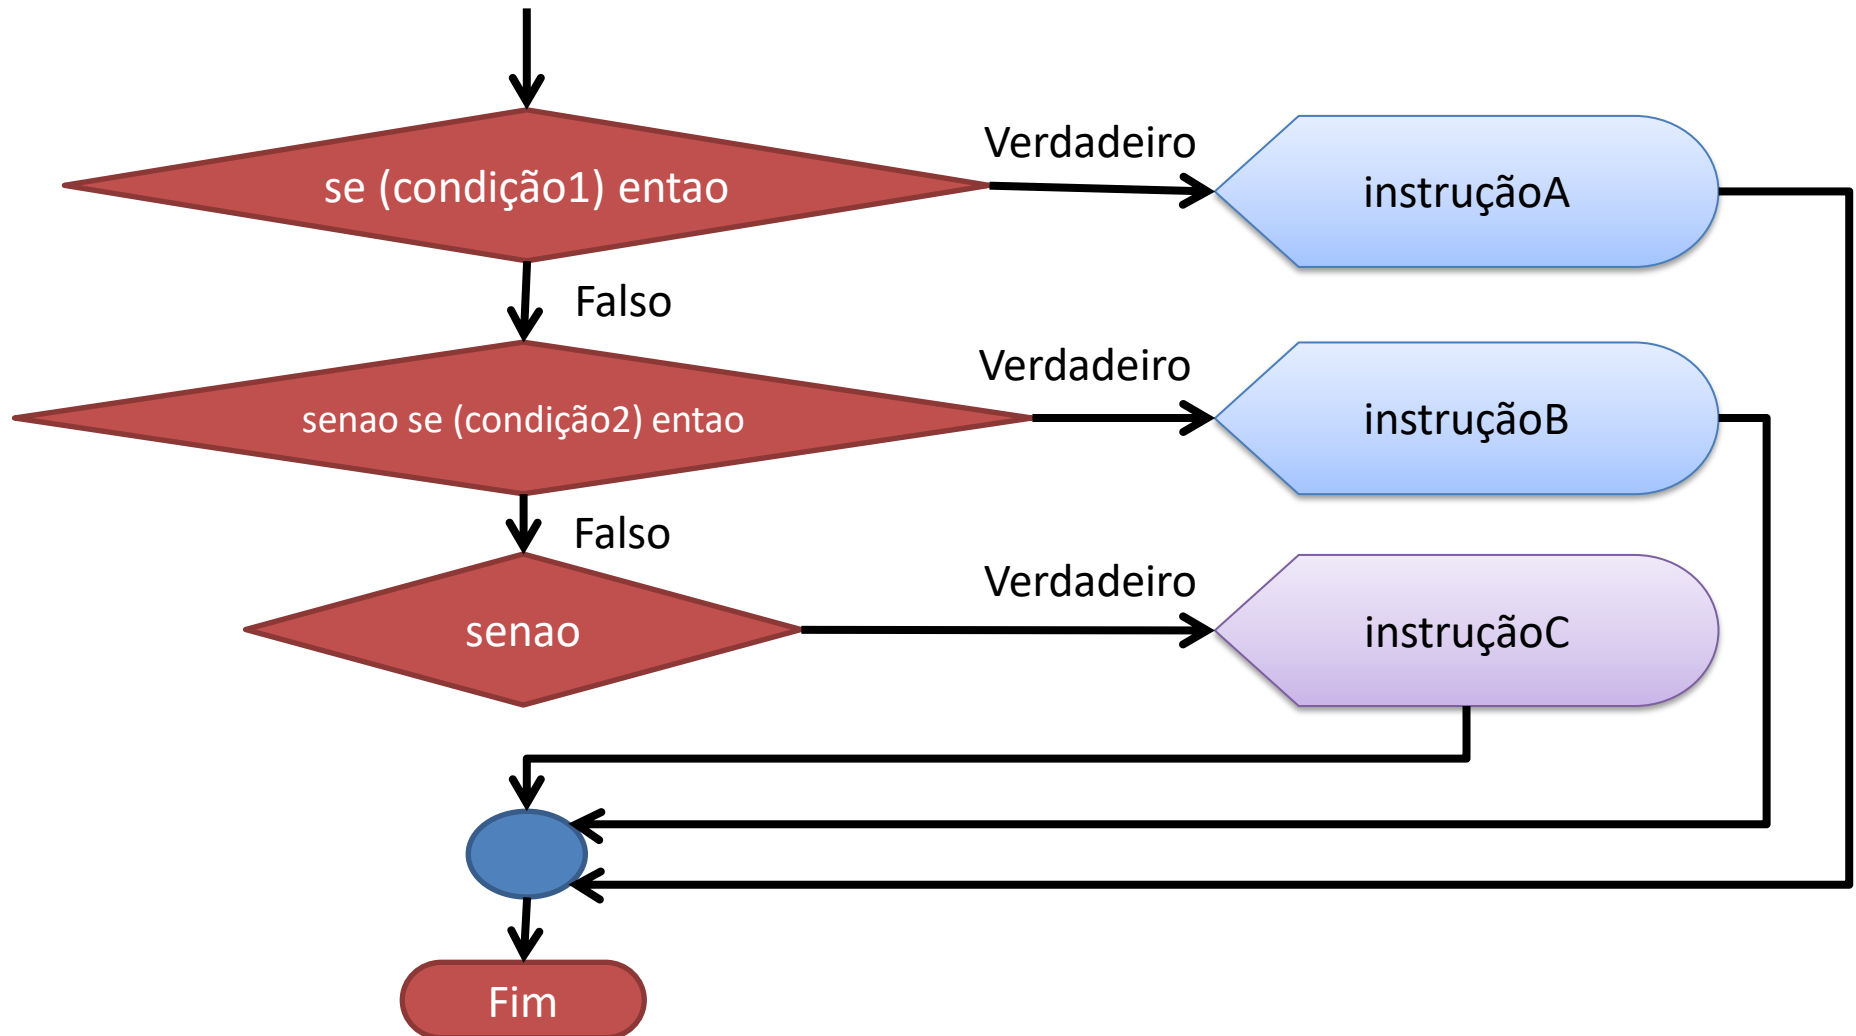 Verdadeiro
se (condição1) entao
instruçãoA
Falso
Verdadeiro
senao se (condição2) entao
instruçãoB
Falso
Verdadeiro
senao
instruçãoC
Fim